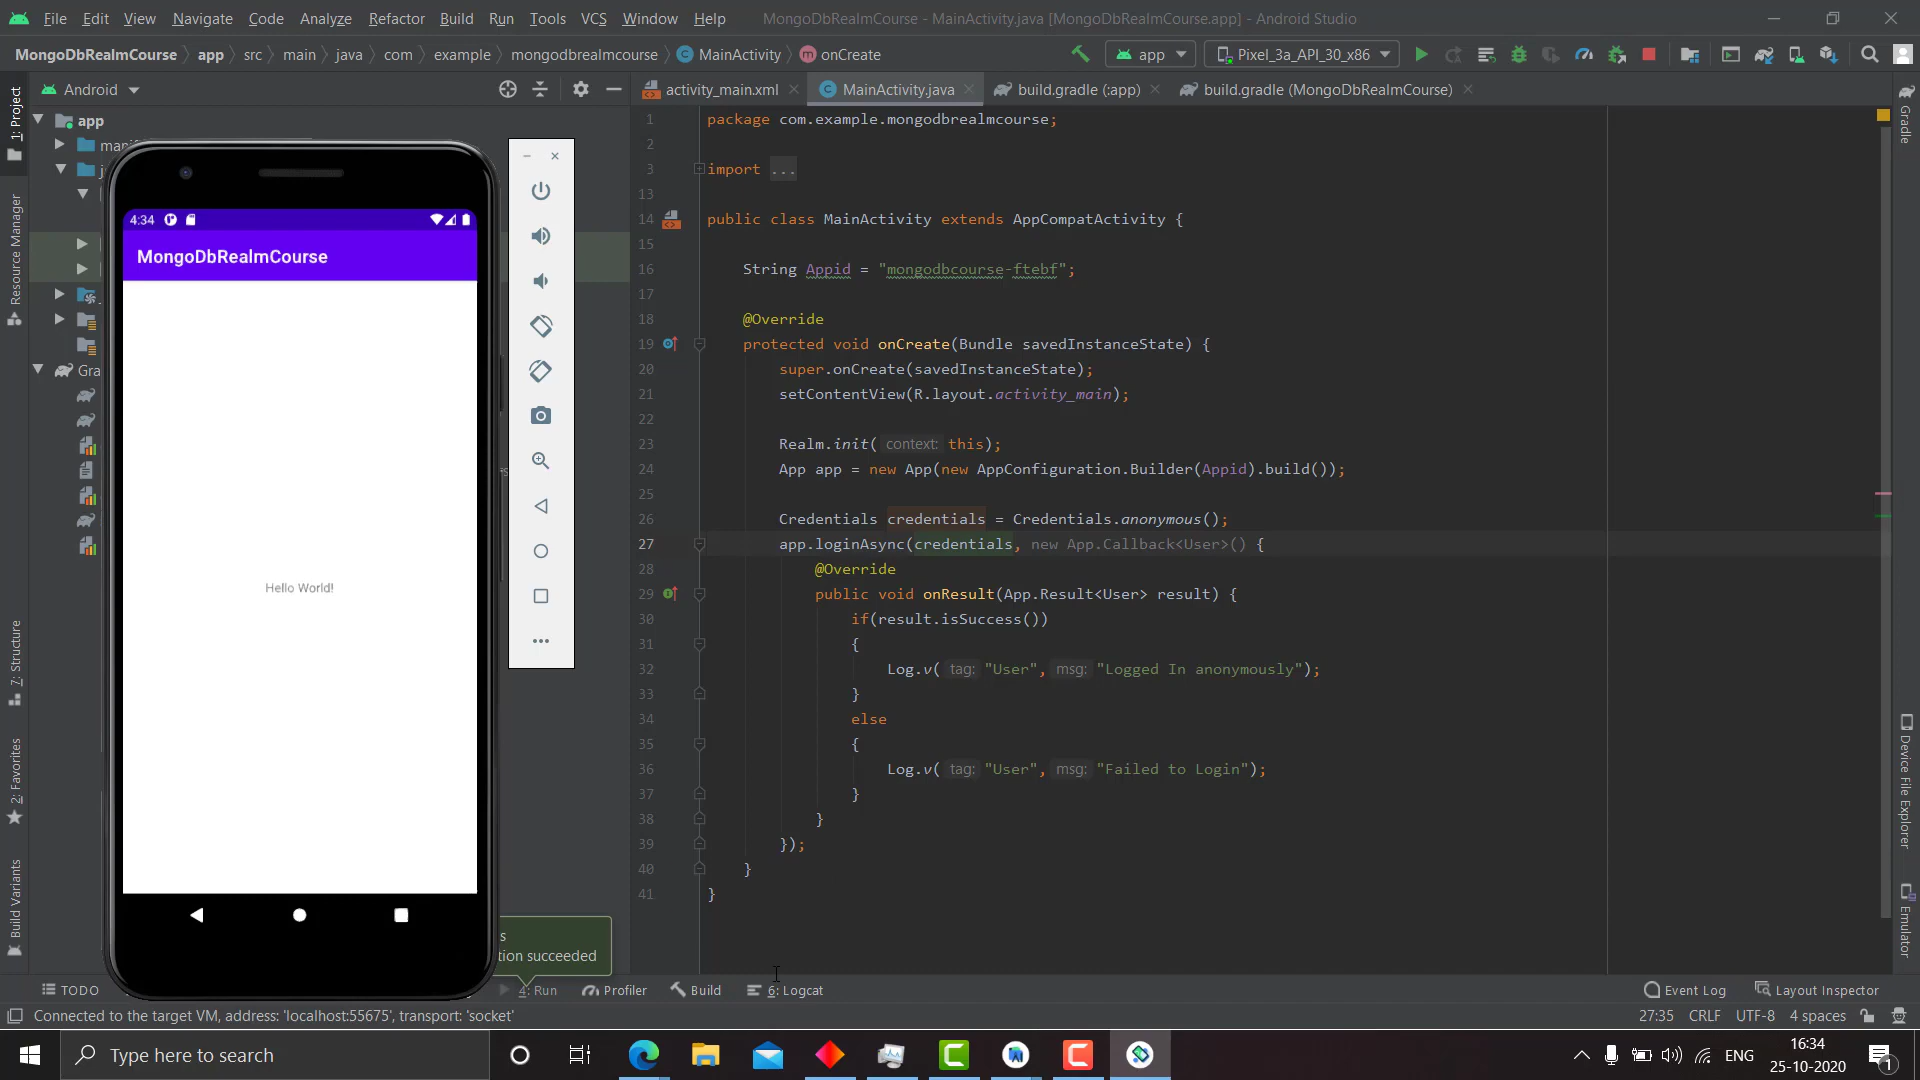 File Edit View Navigate Code Analyze Refactor Build Run Tools VCS Window Help MongoDbRealmCourse - MainActivity.java [MongoDbRealmCourse.app] - Android Studio
MongoDbRealmCourse app src main java com example mongodbrealmcourse MainActivity onCreate app Pixel_3a_API_30_x86
Android activity_main.xml MainActivity.java build.gradle (:app) build.gradle (MongoDbRealmCourse)
1: Project
Resource Manager
7: Structure
2: Favorites
Build Variants
app
Gra
4:34
MongoDbRealmCourse
Hello World!
tion succeeded
1 package com.example.mongodbrealmcourse;
2
3 import ...
13
14 public class MainActivity extends AppCompatActivity {
15
16 String Appid = "mongodbcourse-ftebf";
17
18 @Override
19 protected void onCreate(Bundle savedInstanceState) {
20 super.onCreate(savedInstanceState);
21 setContentView(R.layout.activity_main);
22
23 Realm.init( context: this);
24 App app = new App(new AppConfiguration.Builder(Appid).build());
25
26 Credentials credentials = Credentials.anonymous();
27 app.loginAsync(credentials, new App.Callback<User>() {
28 @Override
29 public void onResult(App.Result<User> result) {
30 if(result.isSuccess())
31 {
32 Log.v( tag: "User", msg: "Logged In anonymously");
33 }
34 else
35 {
36 Log.v( tag: "User", msg: "Failed to Login");
37 }
38 }
39 });
40 }
41 }
Gradle
Device File Explorer
Emulator
TODO 4: Run Profiler Build 6: Logcat Event Log Layout Inspector
Connected to the target VM, address: 'localhost:55675', transport: 'socket' 27:35 CRLF UTF-8 4 spaces
Type here to search ENG 16:34
25-10-2020 1